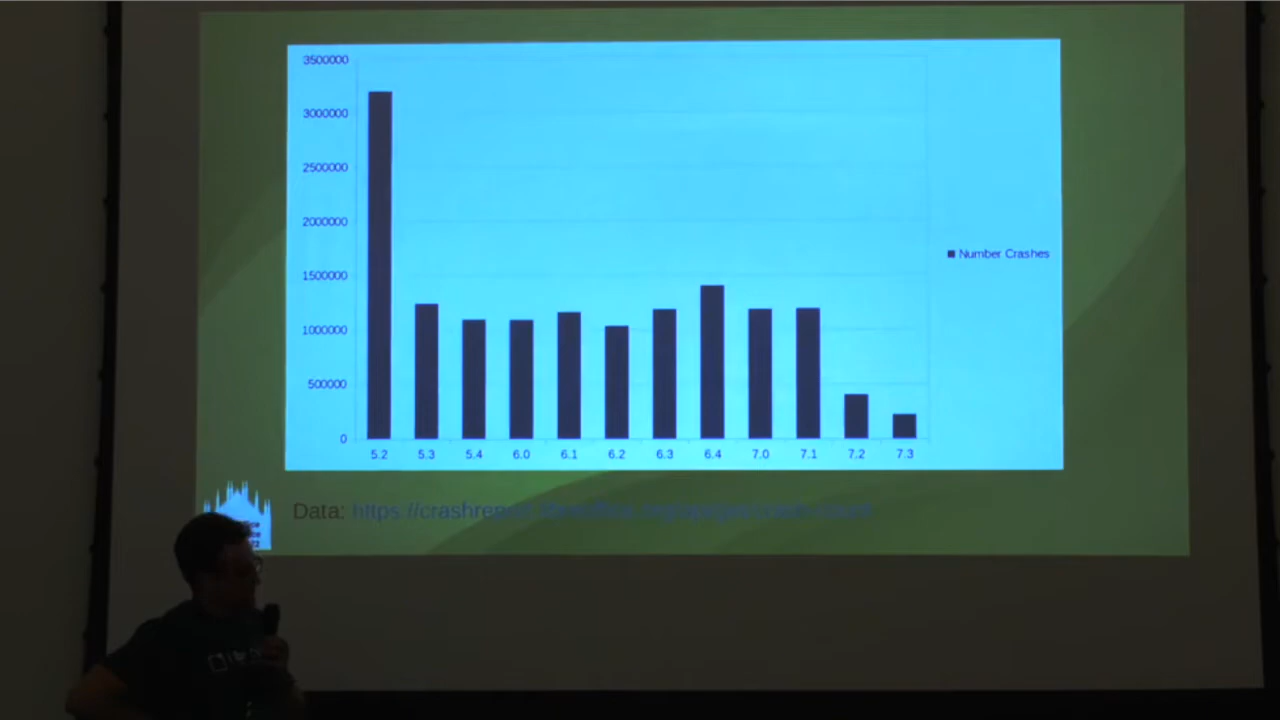 3500000
3000000
2500000
2000000
1500000
1000000
500000
0
5.2 5.3 5.4 6.0 6.1 6.2 6.3 6.4 7.0 7.1 7.2 7.3
Number Crashes
Data: